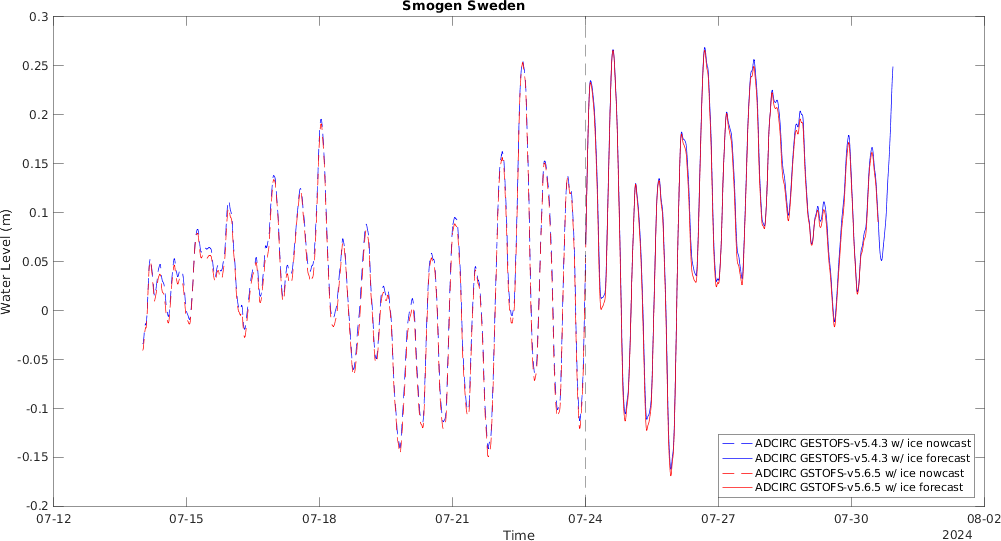 Smogen Sweden
0.3
0.25
0.2
0.15
0.1
0.05
0
-0.05
-0.1
-0.15
-0.2
Water Level (m)
ADCIRC GESTOFS-v5.4.3 w/ ice nowcast
ADCIRC GESTOFS-v5.4.3 w/ ice forecast
ADCIRC GSTOFS-v5.6.5 w/ ice nowcast
ADCIRC GSTOFS-v5.6.5 w/ ice forecast
07-12 07-15 07-18 07-21 07-24 07-27 07-30 08-02
Time
2024